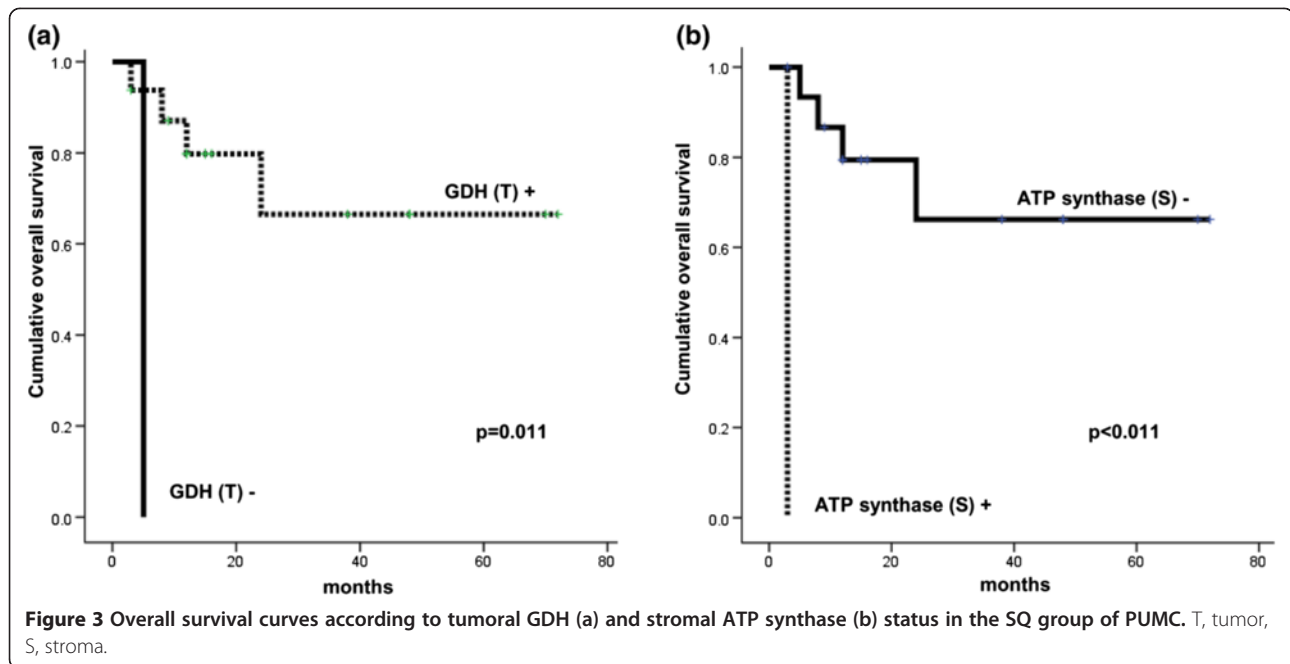 (a)
1.0
0.8
0.6
0.4
0.2
0.0
Cumulative overall survival
GDH (T) +
p=0.011
GDH (T) -
0 20 40 60 80
months
(b)
1.0
0.8
0.6
0.4
0.2
0.0
Cumulative overall survival
ATP synthase (S) -
p<0.011
ATP synthase (S) +
0 20 40 60 80
months
Figure 3 Overall survival curves according to tumoral GDH (a) and stromal ATP synthase (b) status in the SQ group of PUMC. T, tumor,
S, stroma.